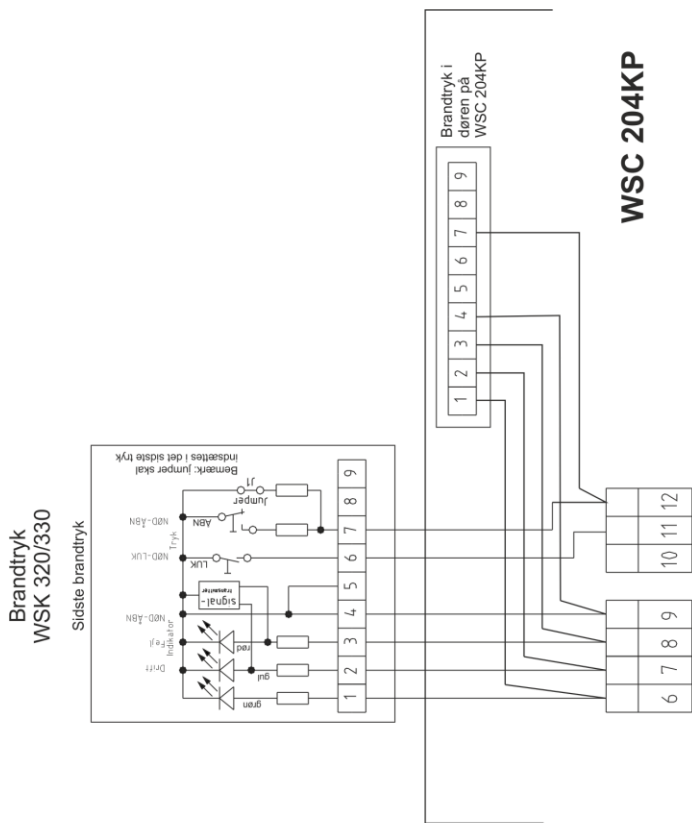 Brandtryk
WSK 320/330
Sidste brandtryk
Bemærk: jumper skal
indsættes i det sidste tryk
Drift
Fejl
NØD-ÅBN
Indikator
NØD-LUK
NØD-ÅBN
Tryk
grøn
gul
rød
Signal-
transmitter
LUK
ÅBN
Jumper
J1
1 2 3 4 5 6 7 8 9
Brandtryk i
døren på
WSC 204KP
1 2 3 4 5 6 7 8 9
6 7 8 9
10 11 12
WSC 204KP